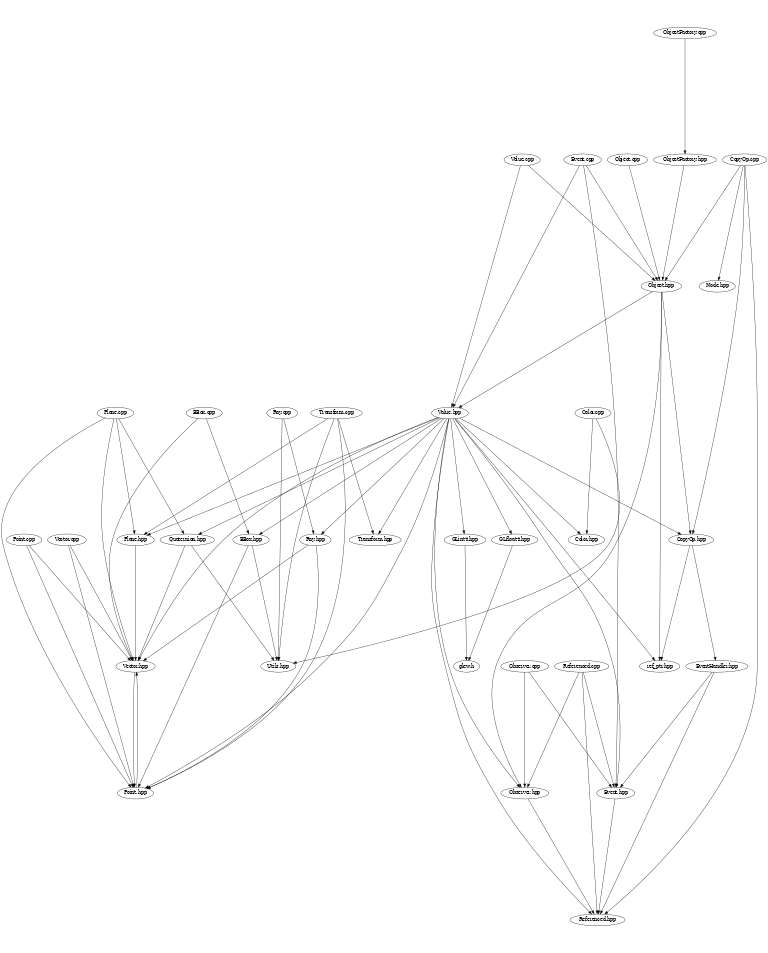 ObjectFactory.cpp
Value.cpp
Event.cpp
Object.cpp
ObjectFactory.hpp
CopyOp.cpp
Object.hpp
Node.hpp
Plane.cpp
BBox.cpp
Ray.cpp
Transform.cpp
Value.hpp
Color.cpp
Point.cpp
Vector.cpp
Plane.hpp
Quaternion.hpp
BBox.hpp
Ray.hpp
Transform.hpp
GLint4.hpp
GLfloat4.hpp
Color.hpp
CopyOp.hpp
Vector.hpp
Utils.hpp
glew.h
Observer.cpp
Referenced.cpp
ref_ptr.hpp
EventHandler.hpp
Point.hpp
Observer.hpp
Event.hpp
Referenced.hpp